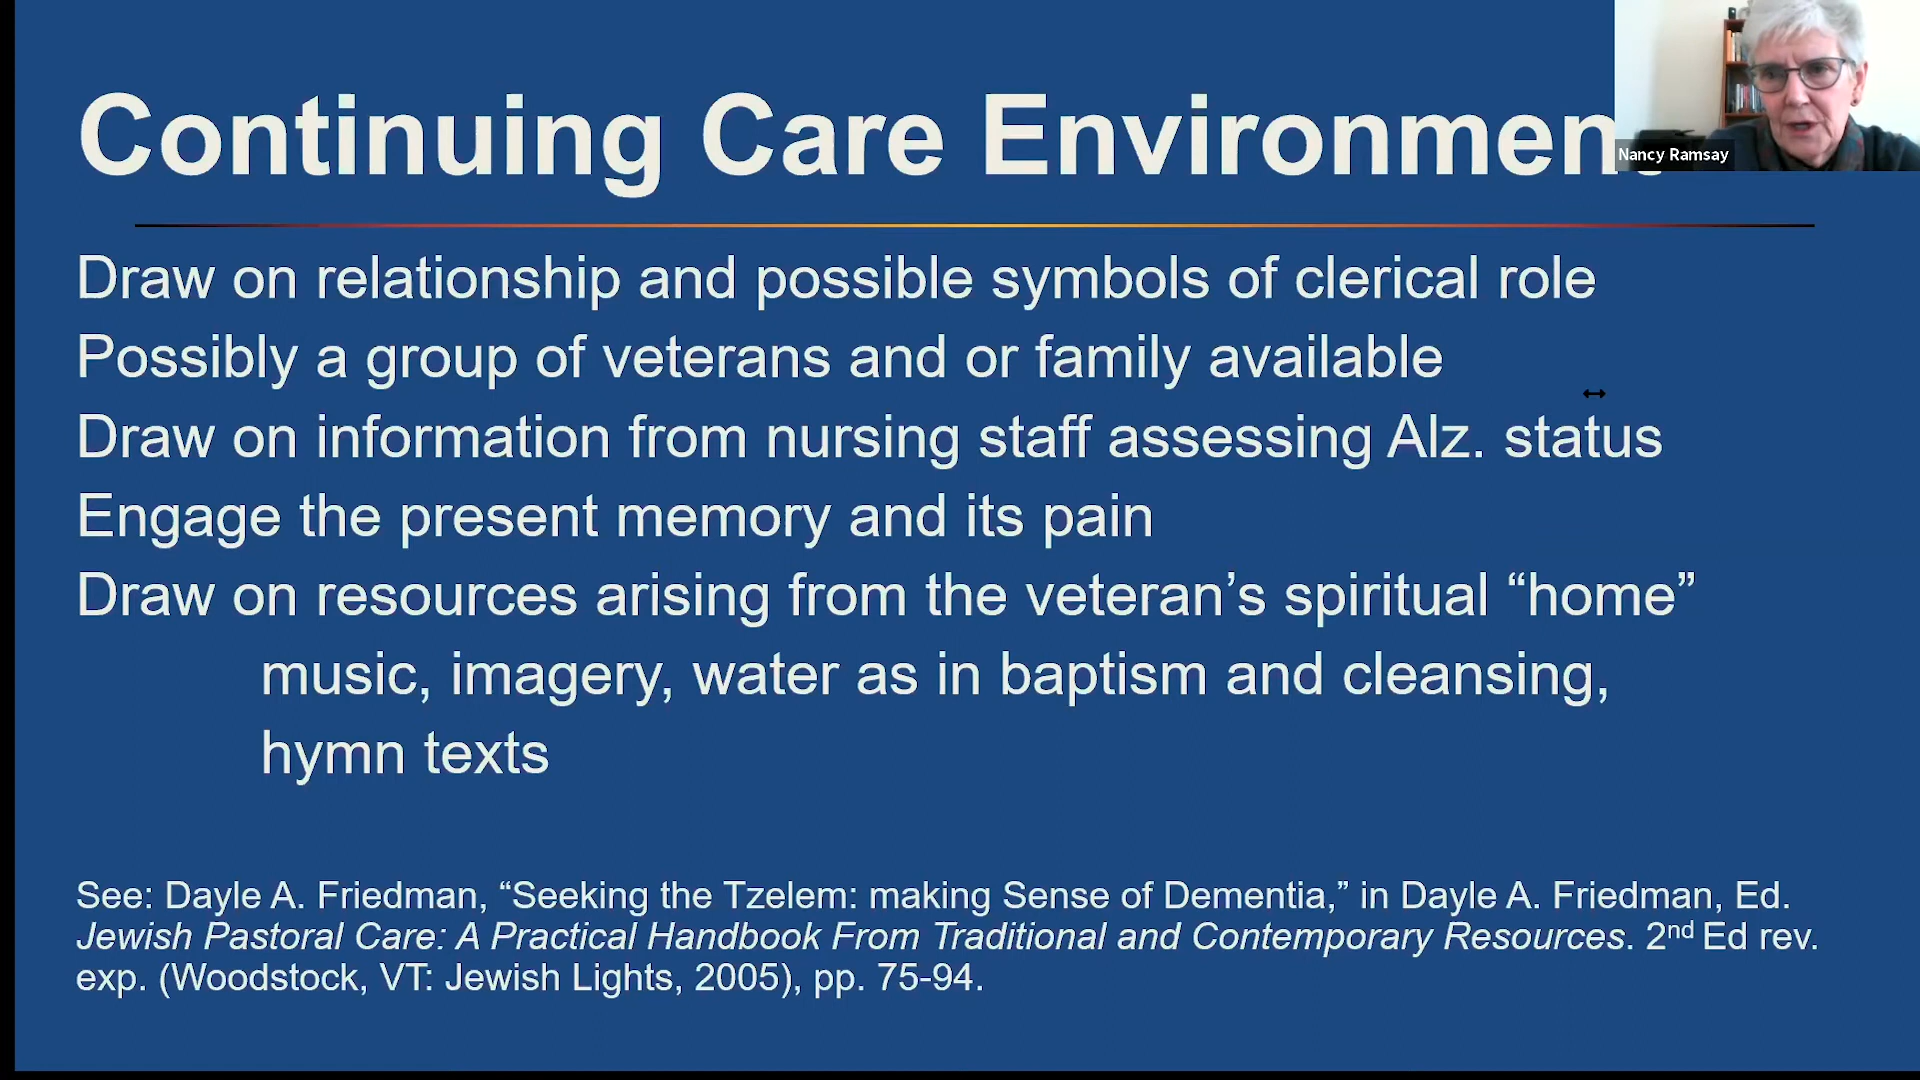 Continuing Care Environment
Nancy Ramsay
Draw on relationship and possible symbols of clerical role
Possibly a group of veterans and or family available
Draw on information from nursing staff assessing Alz. status
Engage the present memory and its pain
Draw on resources arising from the veteran’s spiritual “home”
music, imagery, water as in baptism and cleansing,
hymn texts
See: Dayle A. Friedman, “Seeking the Tzelem: making Sense of Dementia,” in Dayle A. Friedman, Ed.
Jewish Pastoral Care: A Practical Handbook From Traditional and Contemporary Resources. 2nd Ed rev.
exp. (Woodstock, VT: Jewish Lights, 2005), pp. 75-94.